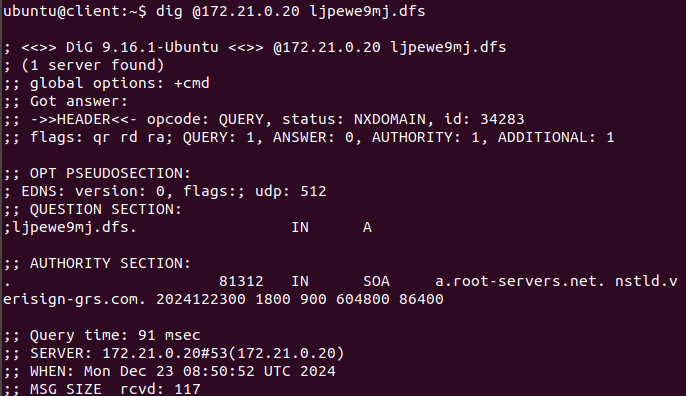 ubuntu@client:~$ dig @172.21.0.20 ljpewe9mj.dfs
; <<>> DiG 9.16.1-Ubuntu <<>> @172.21.0.20 ljpewe9mj.dfs
; (1 server found)
;; global options: +cmd
;; Got answer:
;; ->>HEADER<<- opcode: QUERY, status: NXDOMAIN, id: 34283
;; flags: qr rd ra; QUERY: 1, ANSWER: 0, AUTHORITY: 1, ADDITIONAL: 1
;; OPT PSEUDOSECTION:
; EDNS: version: 0, flags:; udp: 512
;; QUESTION SECTION:
;ljpewe9mj.dfs. IN A
;; AUTHORITY SECTION:
. 81312 IN SOA a.root-servers.net. nstld.v
erisign-grs.com. 2024122300 1800 900 604800 86400
;; Query time: 91 msec
;; SERVER: 172.21.0.20#53(172.21.0.20)
;; WHEN: Mon Dec 23 08:50:52 UTC 2024
;; MSG SIZE rcvd: 117